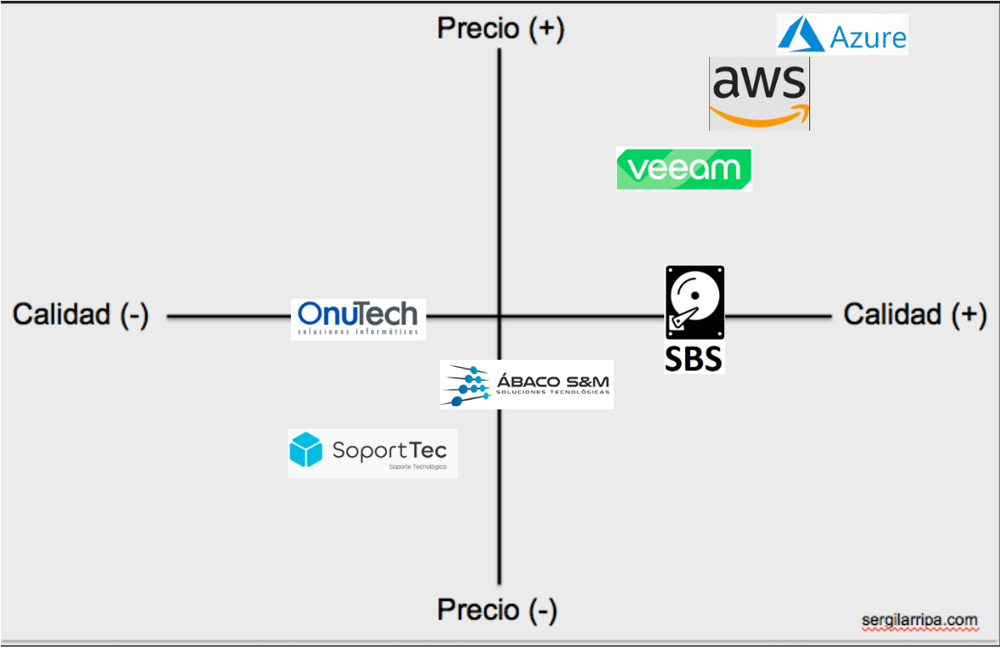 Precio (+)
Azure
aws
veeam
Calidad (-)
OnuTech
soluciones informáticas
Calidad (+)
SBS
ÁBACO S&M
SOLUCIONES TECNOLÓGICAS
SoportTec
Soporte Tecnológico
Precio (-)
sergilarripa.com